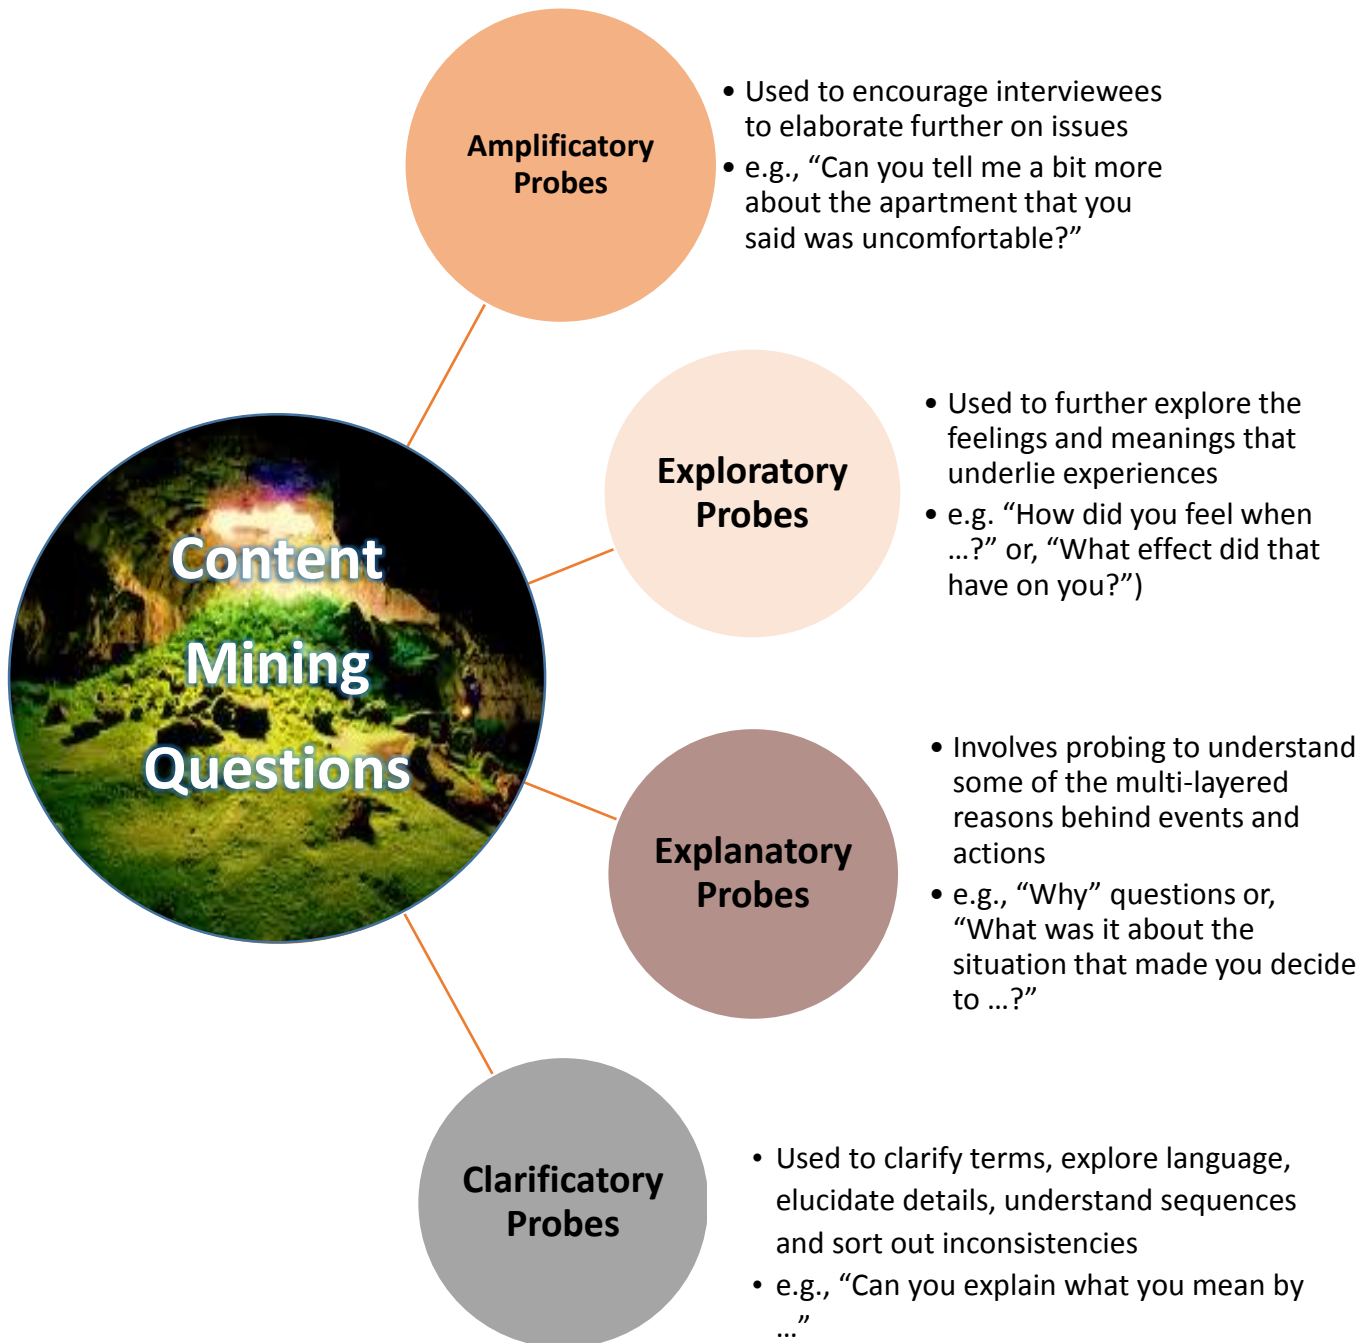 Amplificatory
Probes
• Used to encourage interviewees
to elaborate further on issues
• e.g., “Can you tell me a bit more
about the apartment that you
said was uncomfortable?”
Exploratory
Probes
• Used to further explore the
feelings and meanings that
underlie experiences
• e.g. “How did you feel when
…?” or, “What effect did that
have on you?”)
Content
Mining
Questions
Explanatory
Probes
• Involves probing to understand
some of the multi-layered
reasons behind events and
actions
• e.g., “Why” questions or,
“What was it about the
situation that made you decide
to …?”
Clarificatory
Probes
• Used to clarify terms, explore language,
elucidate details, understand sequences
and sort out inconsistencies
• e.g., “Can you explain what you mean by
…”